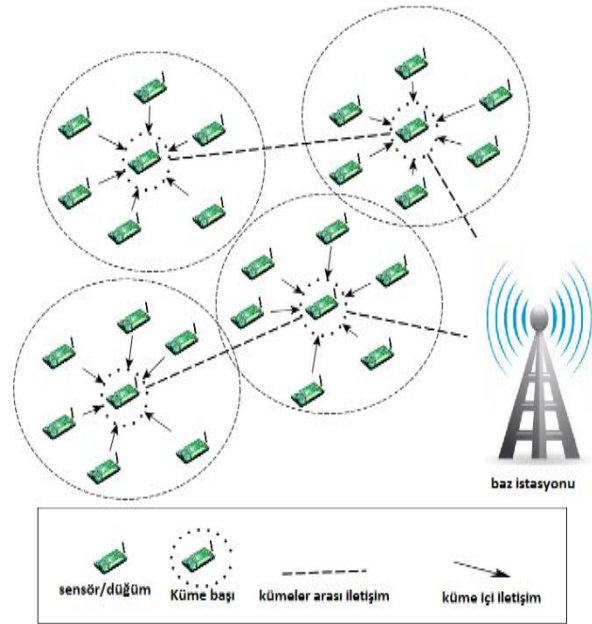 baz istasyonu
sensör/düğüm
Küme başı
kümeler arası iletişim
küme içi iletişim